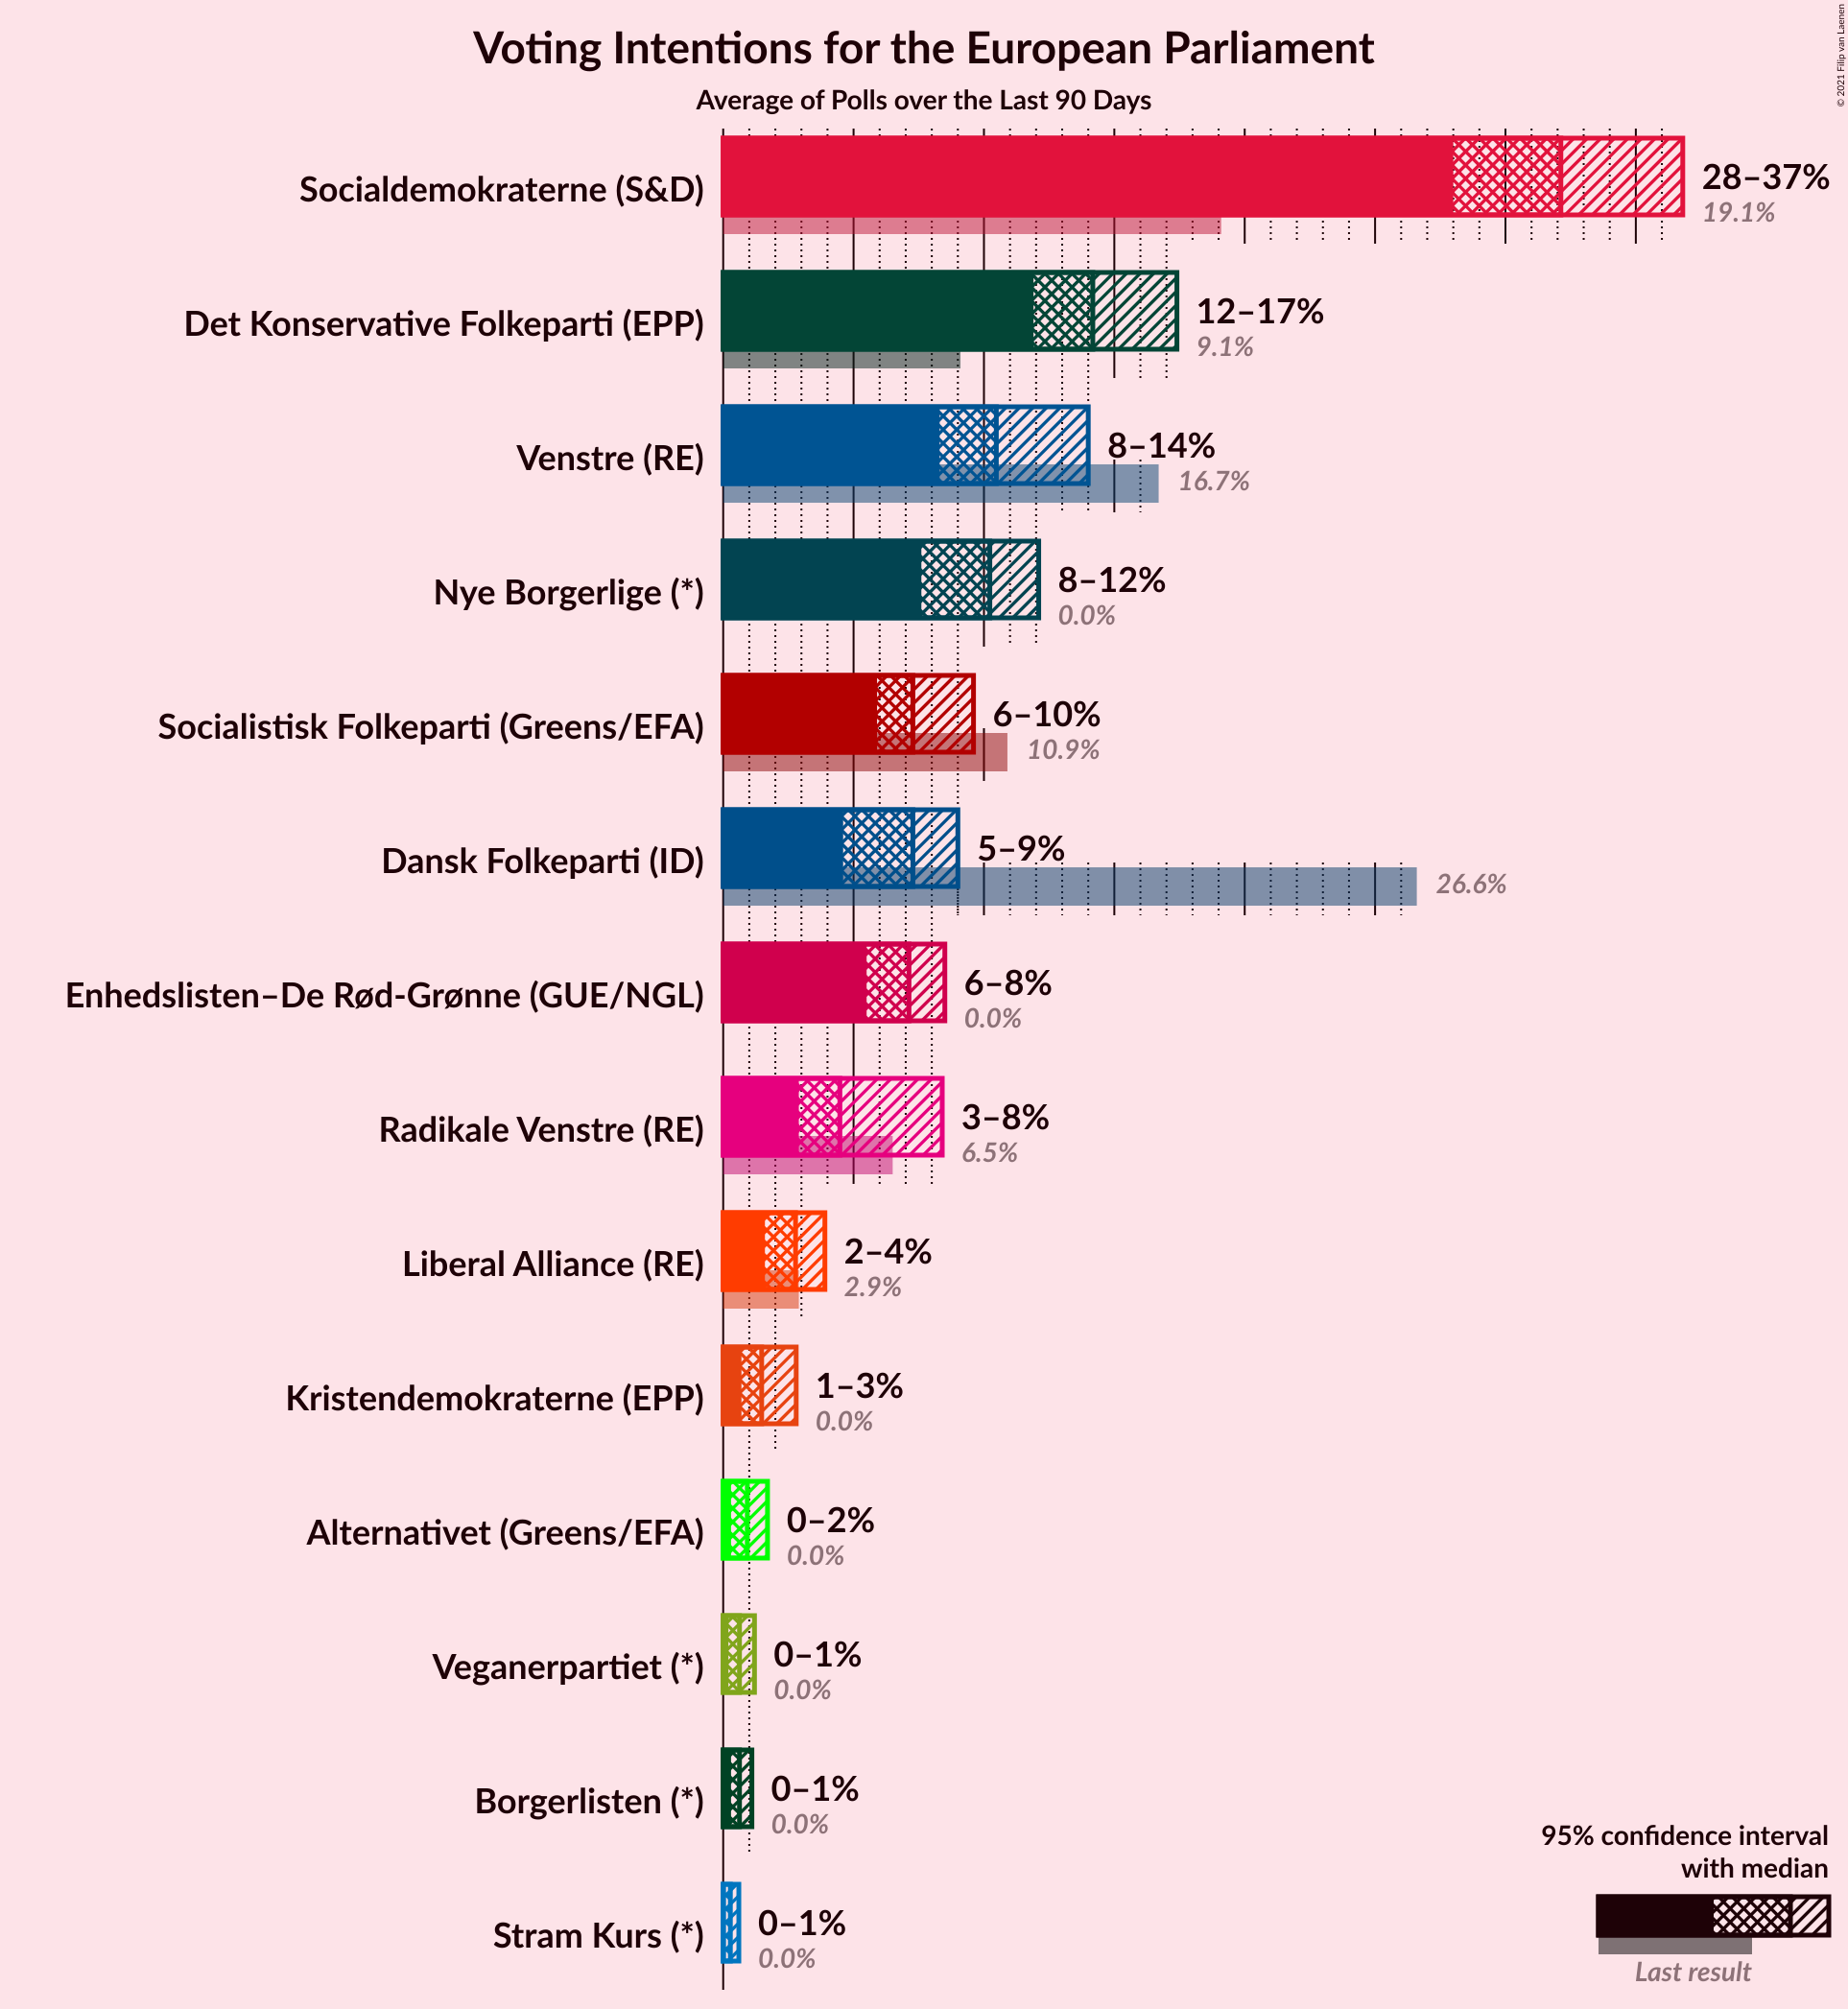 Voting Intentions for the European Parliament
Average of Polls over the Last 90 Days
© 2021 Filip van Laenen
Socialdemokraterne (S&D)
28–37%
19.1%
Det Konservative Folkeparti (EPP)
12–17%
9.1%
Venstre (RE)
8–14%
16.7%
Nye Borgerlige (*)
8–12%
0.0%
Socialistisk Folkeparti (Greens/EFA)
6–10%
10.9%
Dansk Folkeparti (ID)
5–9%
26.6%
Enhedslisten–De Rød-Grønne (GUE/NGL)
6–8%
0.0%
Radikale Venstre (RE)
3–8%
6.5%
Liberal Alliance (RE)
2–4%
2.9%
Kristendemokraterne (EPP)
1–3%
0.0%
Alternativet (Greens/EFA)
0–2%
0.0%
Veganerpartiet (*)
0–1%
0.0%
Borgerlisten (*)
0–1%
0.0%
Stram Kurs (*)
0–1%
0.0%
95% confidence interval
with median
Last result